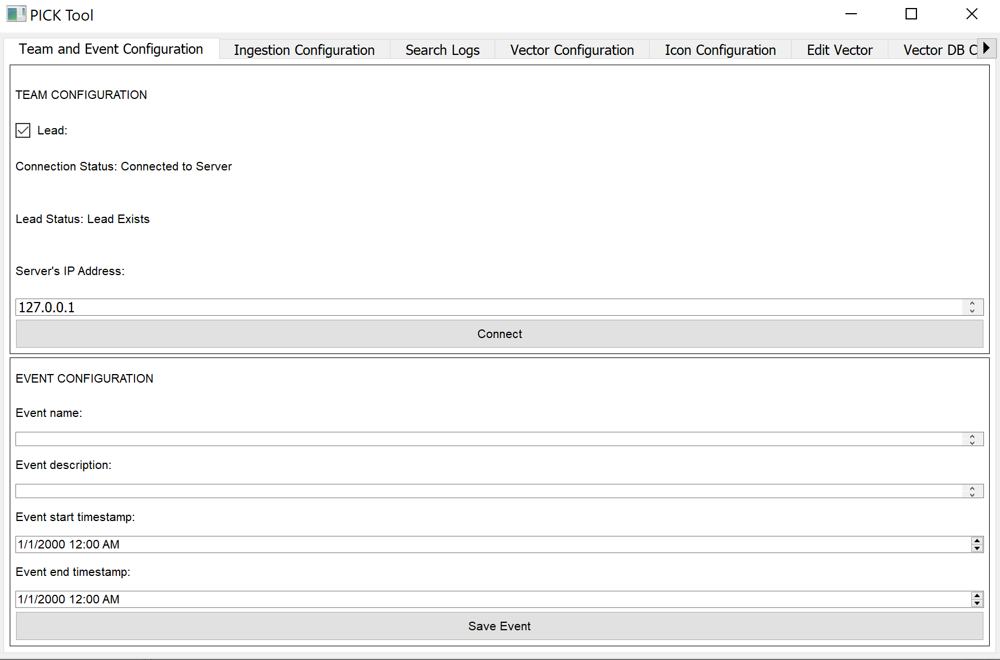 PICK Tool
Team and Event Configuration Ingestion Configuration Search Logs Vector Configuration Icon Configuration Edit Vector Vector DB C
TEAM CONFIGURATION
Lead:
Connection Status: Connected to Server
Lead Status: Lead Exists
Server's IP Address:
127.0.0.1
Connect
EVENT CONFIGURATION
Event name:
Event description:
Event start timestamp:
1/1/2000 12:00 AM
Event end timestamp:
1/1/2000 12:00 AM
Save Event